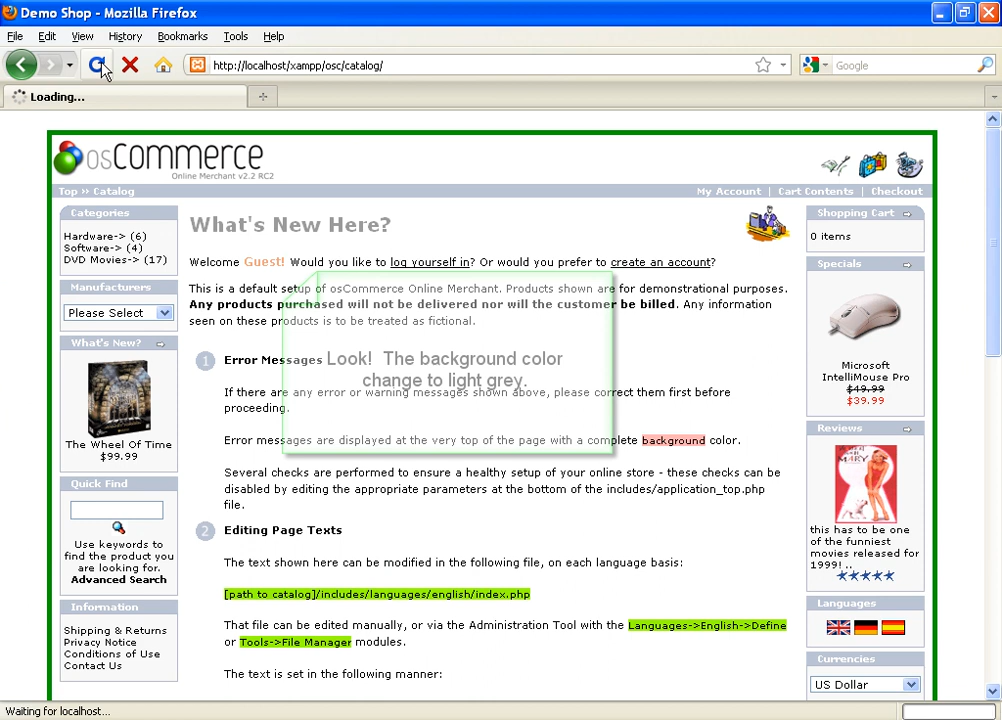 Demo Shop - Mozilla Firefox
File Edit View History Bookmarks Tools Help
http://localhost/xampp/osc/catalog/
Google
Loading...
osCommerce
Online Merchant v2.2 RC2
Top >> Catalog
My Account | Cart Contents | Checkout
Categories
Hardware-> (6)
Software-> (4)
DVD Movies-> (17)
Manufacturers
Please Select
What's New?
The Wheel Of Time
$99.99
Quick Find
Use keywords to
find the product you
are looking for.
Advanced Search
Information
Shipping & Returns
Privacy Notice
Conditions of Use
Contact Us
What's New Here?
Welcome Guest! Would you like to log yourself in? Or would you prefer to create an account?
This is a default setup of osCommerce Online Merchant. Products shown are for demonstrational purposes.
Any products purchased will not be delivered nor will the customer be billed. Any information
seen on these products is to be treated as fictional.
1 Error Messages
Look! The background color
change to light grey.
If there are any error or warning messages shown above, please correct them first before
proceeding.
Error messages are displayed at the very top of the page with a complete background color.
Several checks are performed to ensure a healthy setup of your online store - these checks can be
disabled by editing the appropriate parameters at the bottom of the includes/application_top.php
file.
2 Editing Page Texts
The text shown here can be modified in the following file, on each language basis:
[path to catalog]/includes/languages/english/index.php
That file can be edited manually, or via the Administration Tool with the Languages->English->Define
or Tools->File Manager modules.
The text is set in the following manner:
Shopping Cart
0 items
Specials
Microsoft
IntelliMouse Pro
$49.99
$39.99
Reviews
MARY
this has to be one
of the funniest
movies released for
1999! ..
Languages
Currencies
US Dollar
Waiting for localhost...